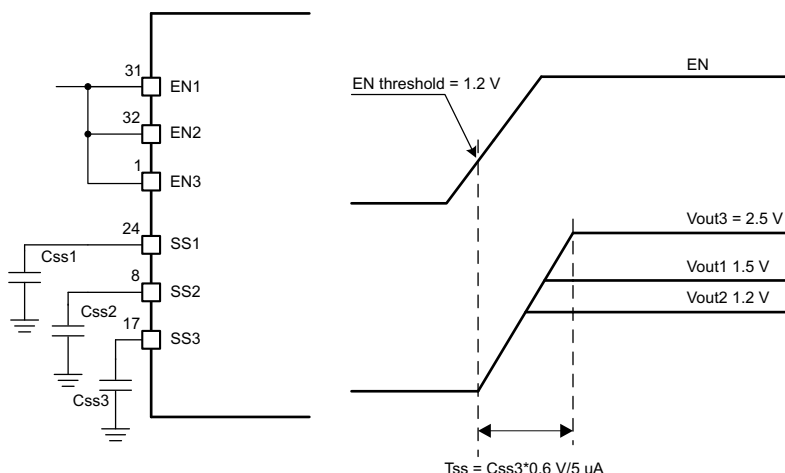 31
EN1
32
EN2
1
EN3
24
SS1
Css1
8
SS2
Css2
17
SS3
Css3
EN threshold = 1.2 V
EN
Vout3 = 2.5 V
Vout1 1.5 V
Vout2 1.2 V
Tss = Css3*0.6 V/5 uA